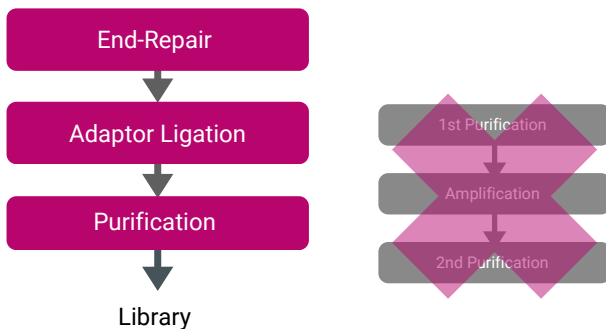 End-Repair
Adaptor Ligation
Purification
Library
1st Purification
Amplification
2nd Purification